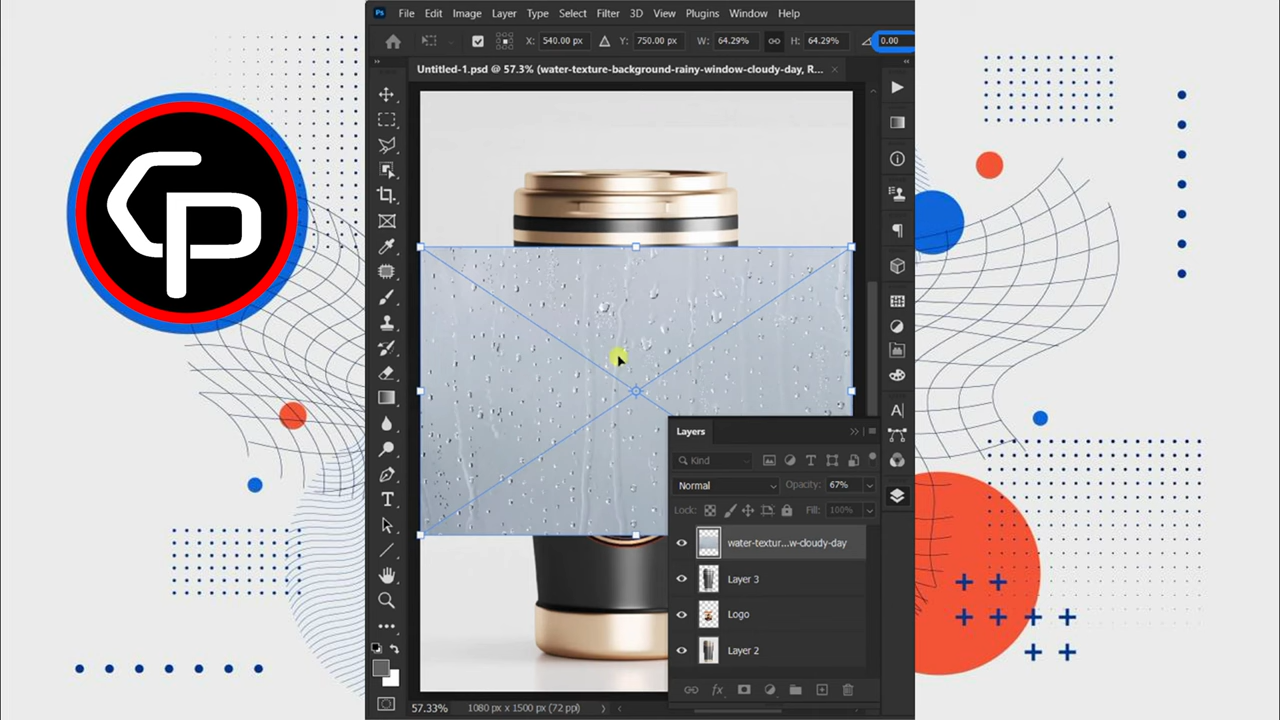 Ps File Edit Image Layer Type Select Filter 3D View Plugins Window Help
X: 540.00 px Y: 750.00 px W: 64.29% H: 64.29% 0.00
Untitled-1.psd @ 57.3% (water-texture-background-rainy-window-cloudy-day, R... ×
GP
Layers
Kind
Normal Opacity: 67%
Lock: Fill: 100%
water-textur...w-cloudy-day
Layer 3
Logo
Layer 2
57.33% 1080 px x 1500 px (72 ppi)